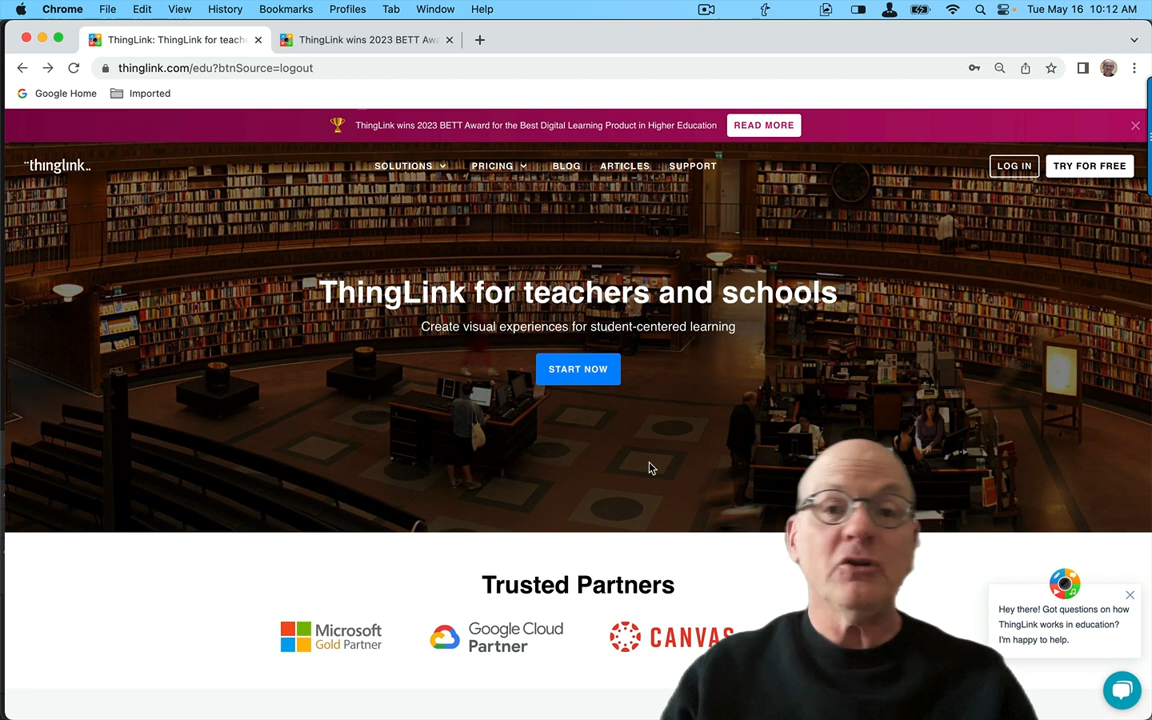 Chrome File Edit View History Bookmarks Profiles Tab Window Help Tue May 16 10:12 AM
ThingLink: ThingLink for teach ThingLink wins 2023 BETT Aw
thinglink.com/edu?btnSource=logout
Google Home Imported
ThingLink wins 2023 BETT Award for the Best Digital Learning Product in Higher Education READ MORE
thinglink.. SOLUTIONS PRICING BLOG ARTICLES SUPPORT LOG IN TRY FOR FREE
ThingLink for teachers and schools
Create visual experiences for student-centered learning
START NOW
Trusted Partners
Microsoft
Gold Partner
Google Cloud
Partner
CANVAS
Hey there! Got questions on how
ThingLink works in education?
I'm happy to help.